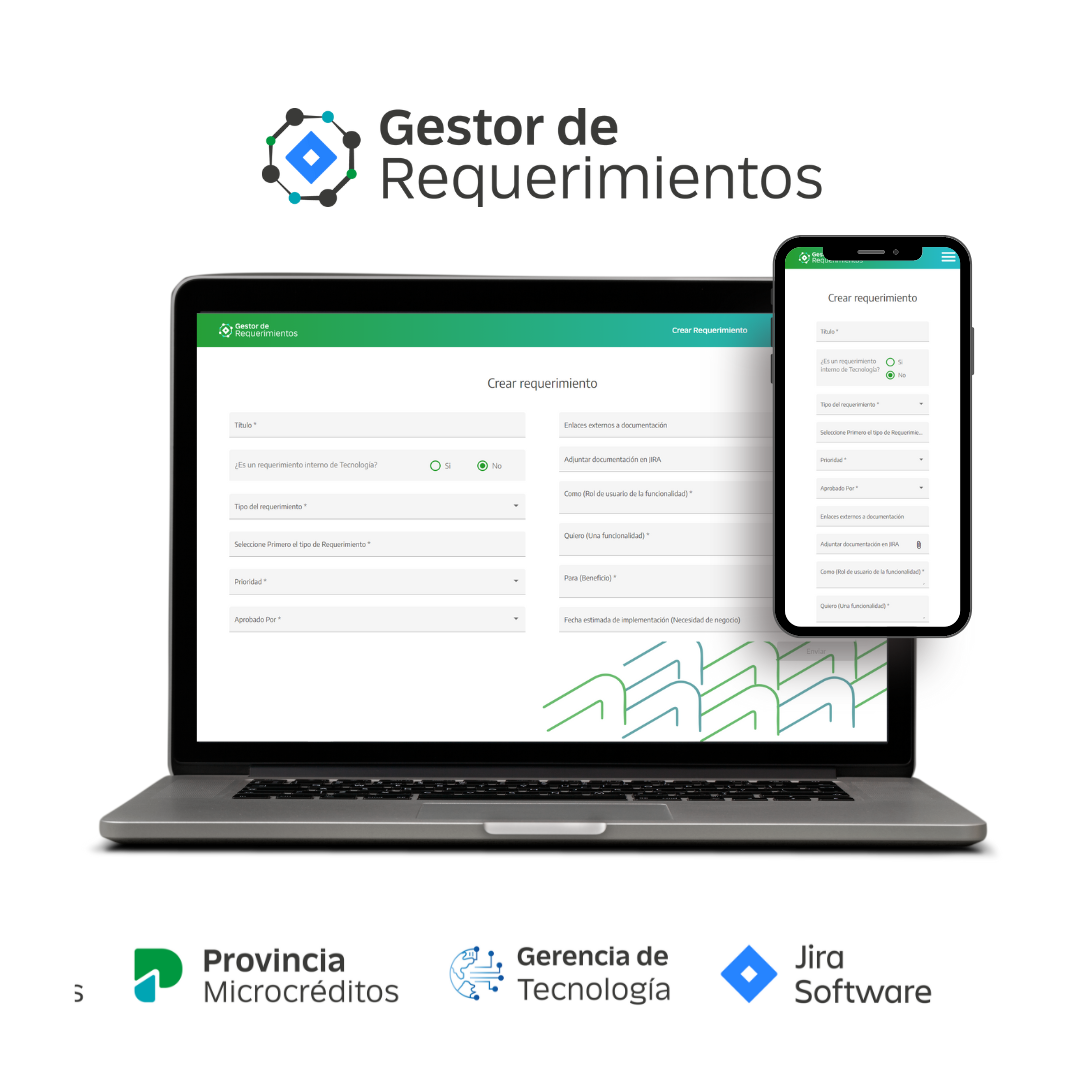 Gestor de
Requerimientos
Gestor de
Requerimientos
Crear Requerimiento
Crear requerimiento
Título *
¿Es un requerimiento interno de Tecnología?
Si
No
Tipo del requerimiento *
Seleccione Primero el tipo de Requerimiento *
Prioridad *
Aprobado Por *
Enlaces externos a documentación
Adjuntar documentación en JIRA
Como (Rol de usuario de la funcionalidad) *
Quiero (Una funcionalidad) *
Para (Beneficio) *
Fecha estimada de implementación (Necesidad de negocio)
Enviar
Requerimientos
Crear requerimiento
Título *
¿Es un requerimiento
interno de Tecnología?
Si
No
Tipo del requerimiento *
Seleccione Primero el tipo de Requerimie...
Prioridad *
Aprobado Por *
Enlaces externos a documentación
Adjuntar documentación en JIRA
Como (Rol de usuario de la funcionalidad) *
Quiero (Una funcionalidad) *
s
Provincia
Microcréditos
Gerencia de
Tecnología
Jira
Software